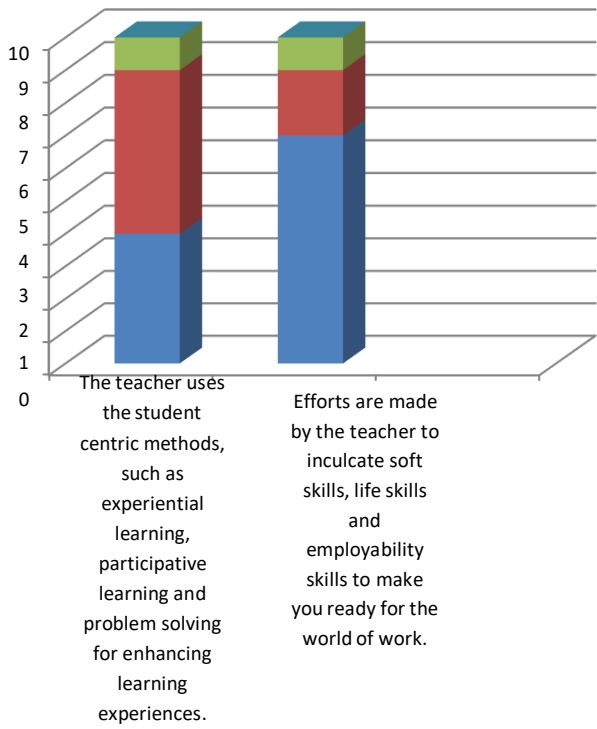 10
9
8
7
6
5
4
3
2
1
0
The teacher uses
the student
centric methods,
such as
experiential
learning,
participative
learning and
problem solving
for enhancing
learning
experiences.
Efforts are made
by the teacher to
inculcate soft
skills, life skills
and
employability
skills to make
you ready for the
world of work.